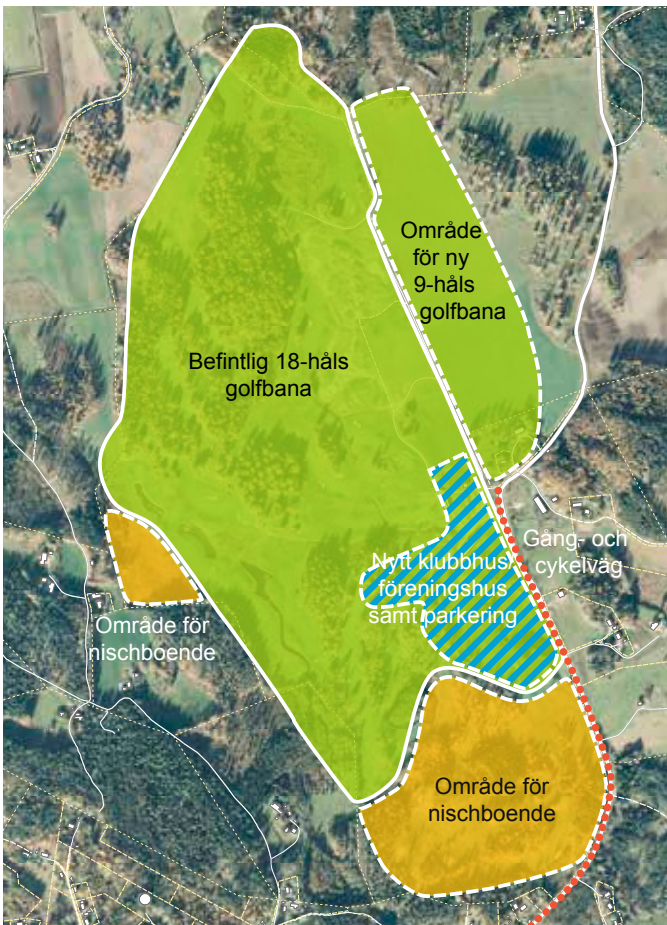 Område
för ny
9-håls
golfbana
Befintlig 18-håls
golfbana
Gång- och
cykelväg
Nytt klubbhus/
föreningshus
samt parkering
Område för
nischboende
Område för
nischboende